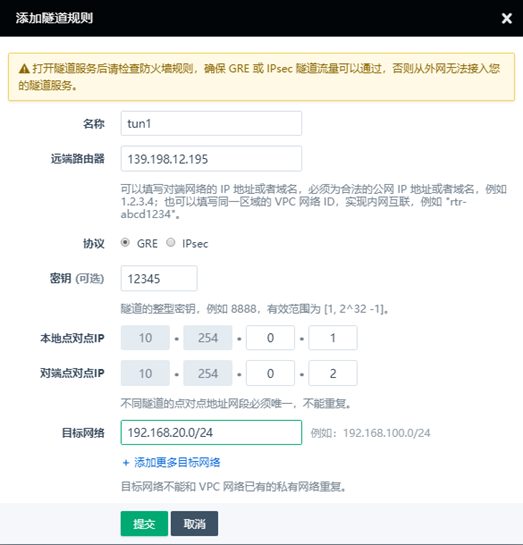 添加隧道规则
打开隧道服务后请检查防火墙规则，确保 GRE 或 IPsec 隧道流量可以通过，否则从外网无法接入您
的隧道服务。
名称 tun1
远端路由器 139.198.12.195
可以填写对端网络的 IP 地址或者域名，必须为合法的公网 IP 地址或者域名，例如
1.2.3.4；也可以填写同一区域的 VPC 网络 ID，实现内网互联，例如 "rtr-
abcd1234"。
协议 GRE IPsec
密钥 (可选) 12345
隧道的整型密钥，例如 8888，有效范围为 [1, 2^32 -1]。
本地点对点IP 10 • 254 • 0 • 1
对端点对点IP 10 • 254 • 0 • 2
不同隧道的点对点地址网段必须唯一，不能重复。
目标网络 192.168.20.0/24 例如：192.168.100.0/24
+ 添加更多目标网络
目标网络不能和 VPC 网络已有的私有网络重复。
提交 取消